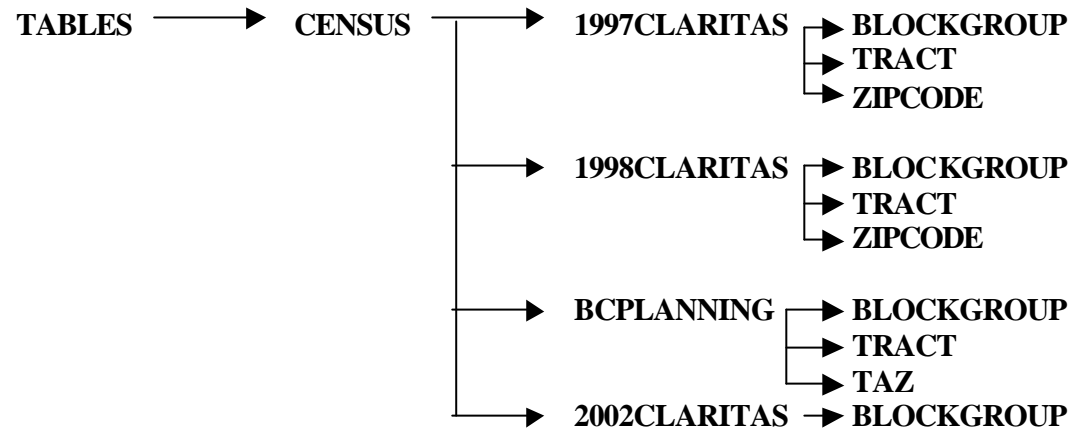 TABLES CENSUS 1997CLARITAS BLOCKGROUP
TRACT
ZIPCODE
1998CLARITAS BLOCKGROUP
TRACT
ZIPCODE
BCPLANNING BLOCKGROUP
TRACT
TAZ
2002CLARITAS BLOCKGROUP